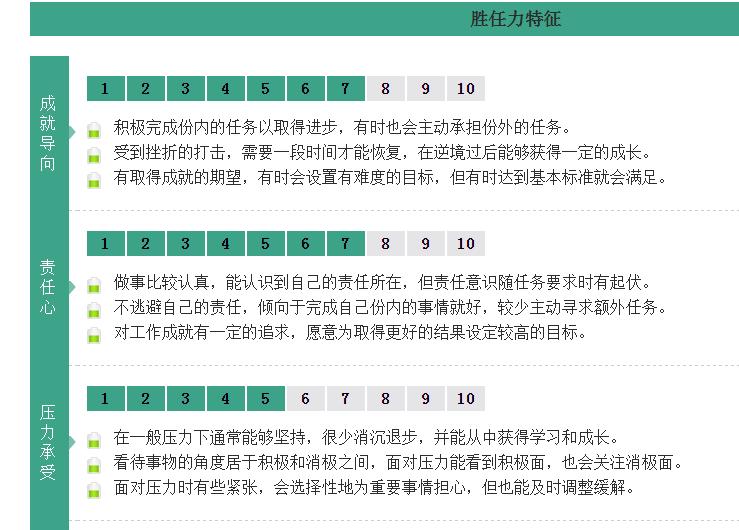 胜任力特征
成就导向
1 2 3 4 5 6 7 8 9 10
积极完成份内的任务以取得进步，有时也会主动承担份外的任务。
受到挫折的打击，需要一段时间才能恢复，在逆境过后能够获得一定的成长。
有取得成就的期望，有时会设置有难度的目标，但有时达到基本标准就会满足。
责任心
1 2 3 4 5 6 7 8 9 10
做事比较认真，能认识到自己的责任所在，但责任意识随任务要求时有起伏。
不逃避自己的责任，倾向于完成自己份内的事情就好，较少主动寻求额外任务。
对工作成就有一定的追求，愿意为取得更好的结果设定较高的目标。
压力承受
1 2 3 4 5 6 7 8 9 10
在一般压力下通常能够坚持，很少消沉退步，并能从中获得学习和成长。
看待事物的角度居于积极和消极之间，面对压力能看到积极面，也会关注消极面。
面对压力时有些紧张，会选择性地为重要事情担心，但也能及时调整缓解。